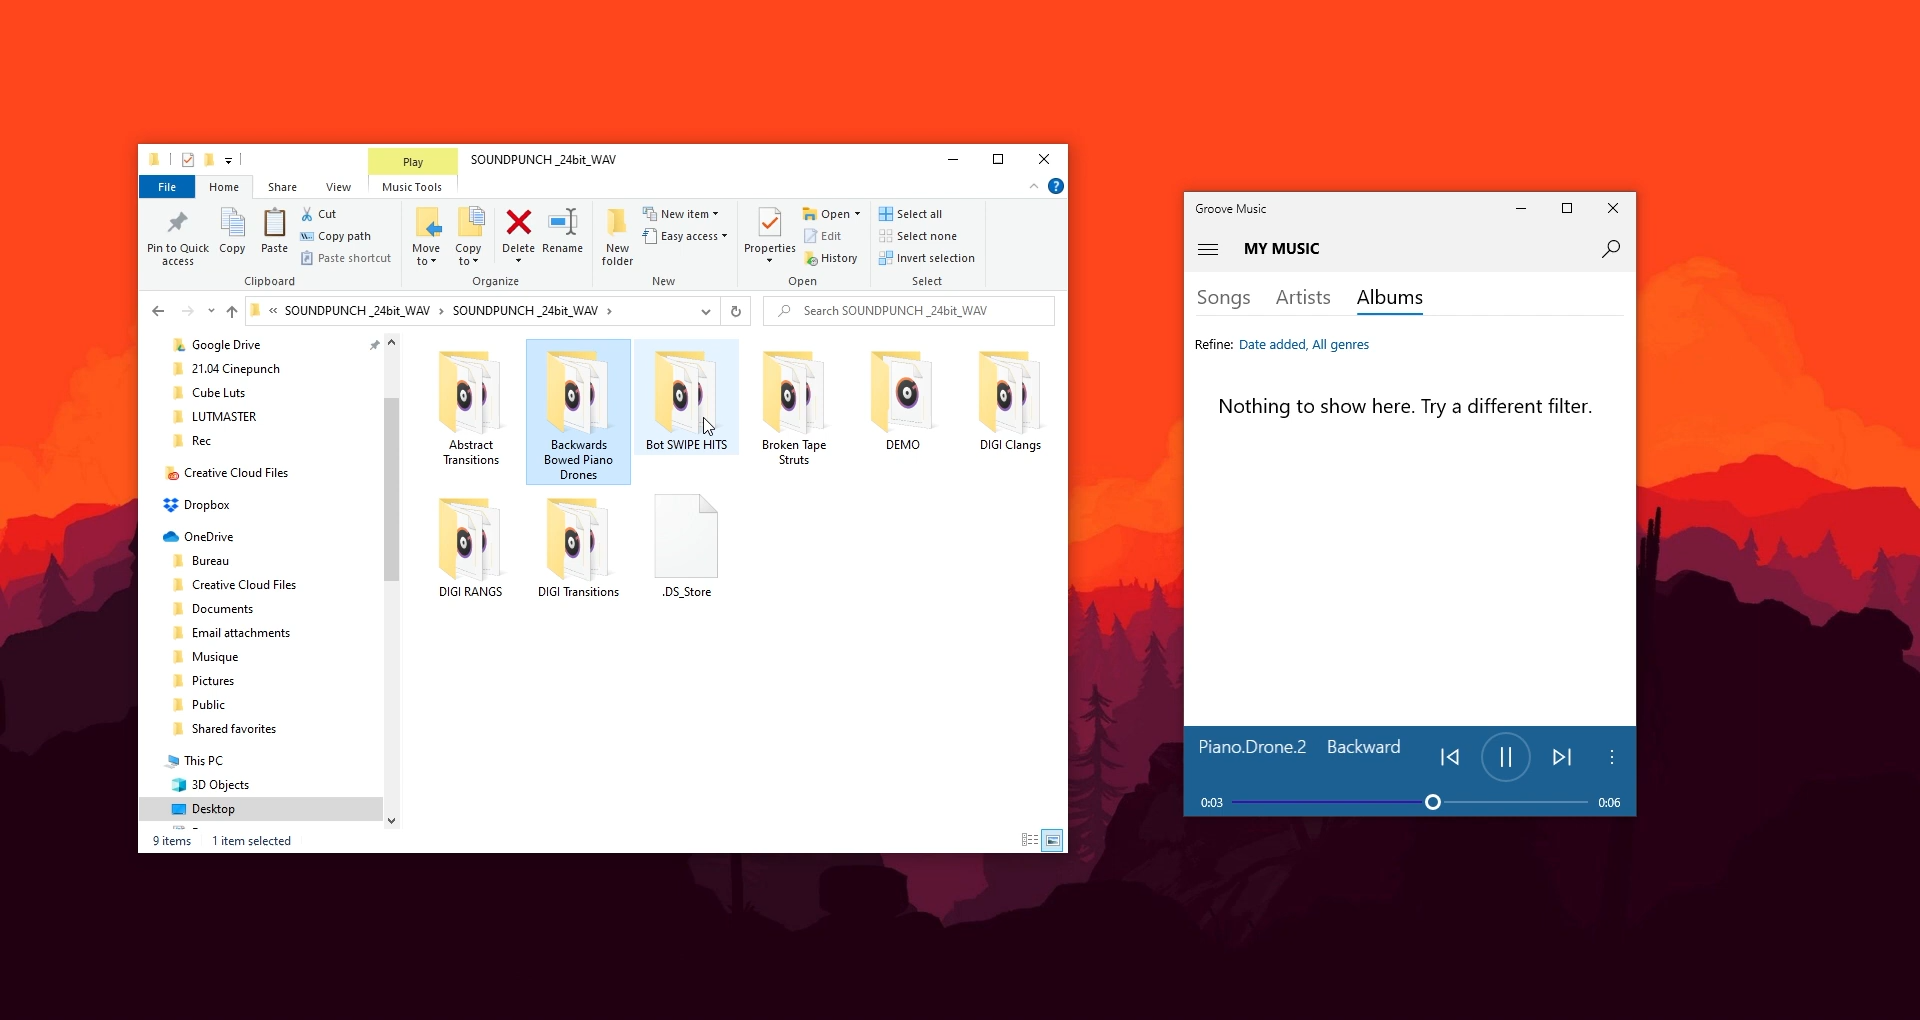 Play
SOUNDPUNCH _24bit_WAV
File
Home
Share
View
Music Tools
Pin to Quick
access
Copy
Paste
Cut
Copy path
Paste shortcut
Clipboard
Move
to
Copy
to
Delete
Rename
Organize
New
folder
New item
Easy access
New
Properties
Open
Edit
History
Open
Select all
Select none
Invert selection
Select
« SOUNDPUNCH _24bit_WAV › SOUNDPUNCH _24bit_WAV ›
Search SOUNDPUNCH _24bit_WAV
Google Drive
21.04 Cinepunch
Cube Luts
LUTMASTER
Rec
Creative Cloud Files
Dropbox
OneDrive
Bureau
Creative Cloud Files
Documents
Email attachments
Musique
Pictures
Public
Shared favorites
This PC
3D Objects
Desktop
Abstract
Transitions
Backwards
Bowed Piano
Drones
Bot SWIPE HITS
Broken Tape
Struts
DEMO
DIGI Clangs
DIGI RANGS
DIGI Transitions
.DS_Store
9 items
1 item selected
Groove Music
MY MUSIC
Songs
Artists
Albums
Refine: Date added, All genres
Nothing to show here. Try a different filter.
Piano.Drone.2
Backward
0:03
0:06